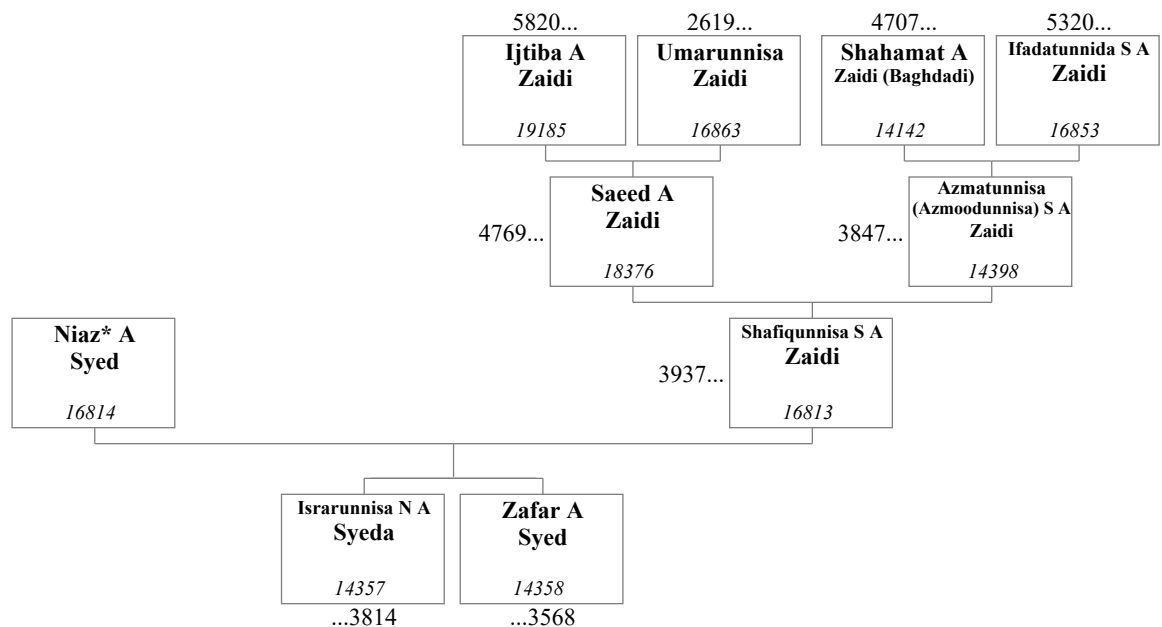 5820...
2619...
4707...
5320...
Ijtiba A
Zaidi
19185
Umarunnisa
Zaidi
16863
Shahamat A
Zaidi (Baghdadi)
14142
Ifadatunnida S A
Zaidi
16853
4769...
Saeed A
Zaidi
18376
3847...
Azmatunnisa
(Azmoodunnisa) S A
Zaidi
14398
Niaz* A
Syed
16814
3937...
Shafiqunnisa S A
Zaidi
16813
Israrunnisa N A
Syeda
14357
...3814
Zafar A
Syed
14358
...3568